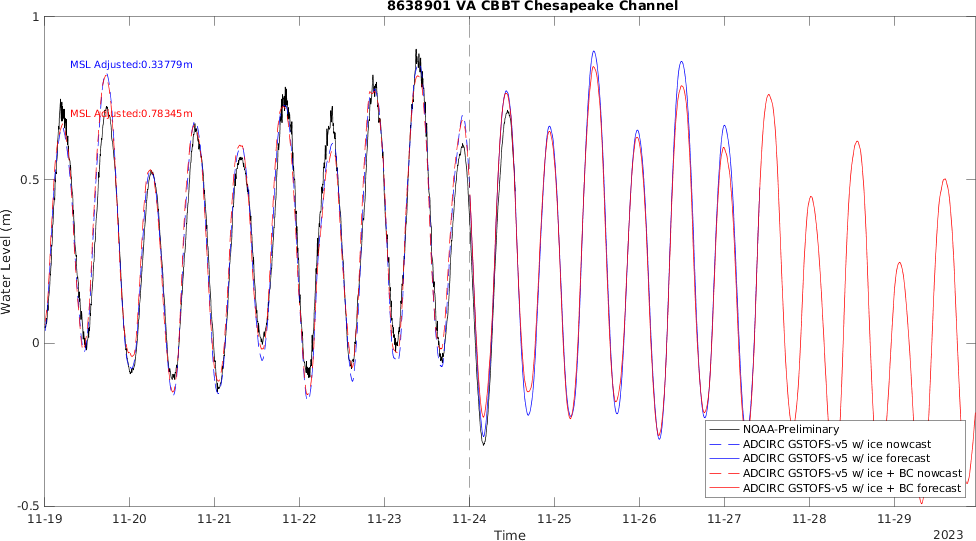 8638901 VA CBBT Chesapeake Channel
1
MSL Adjusted:0.33779m
MSL Adjusted:0.78345m
0.5
Water Level (m)
0
-0.5
NOAA-Preliminary
ADCIRC GSTOFS-v5 w/ ice nowcast
ADCIRC GSTOFS-v5 w/ ice forecast
ADCIRC GSTOFS-v5 w/ ice + BC nowcast
ADCIRC GSTOFS-v5 w/ ice + BC forecast
11-19 11-20 11-21 11-22 11-23 11-24 11-25 11-26 11-27 11-28 11-29
Time
2023